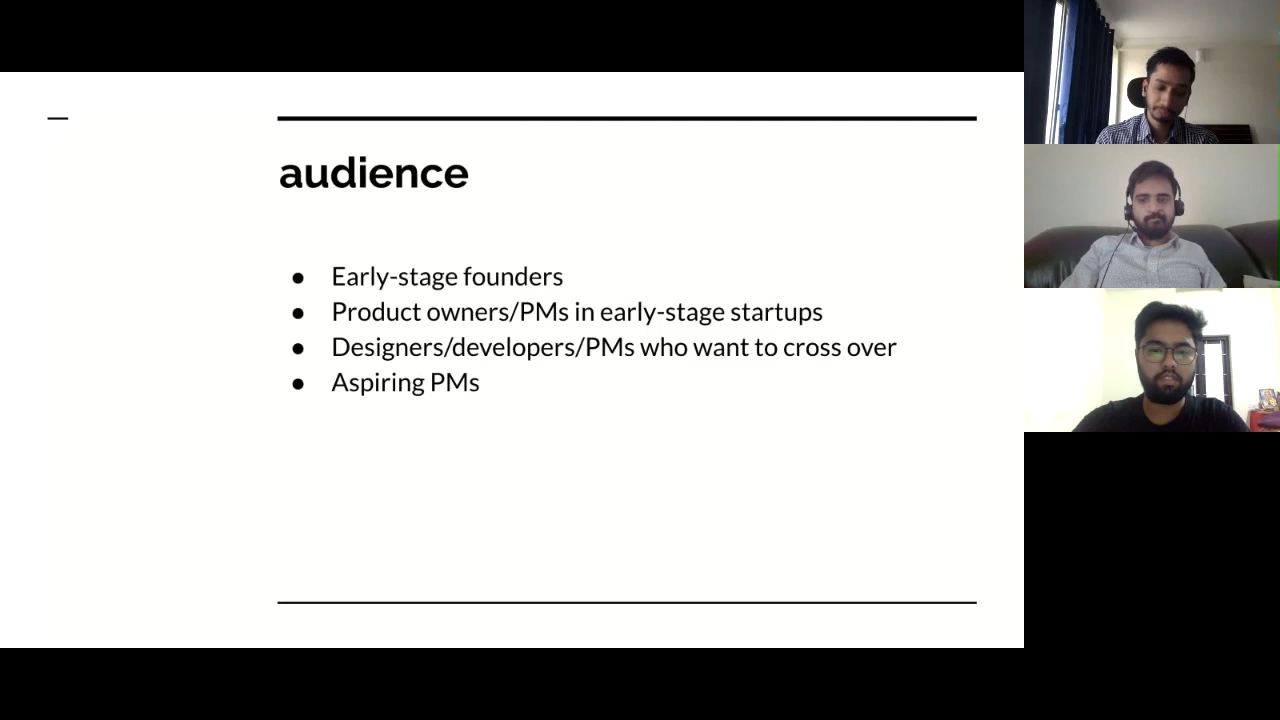 audience
● Early-stage founders
● Product owners/PMs in early-stage startups
● Designers/developers/PMs who want to cross over
● Aspiring PMs